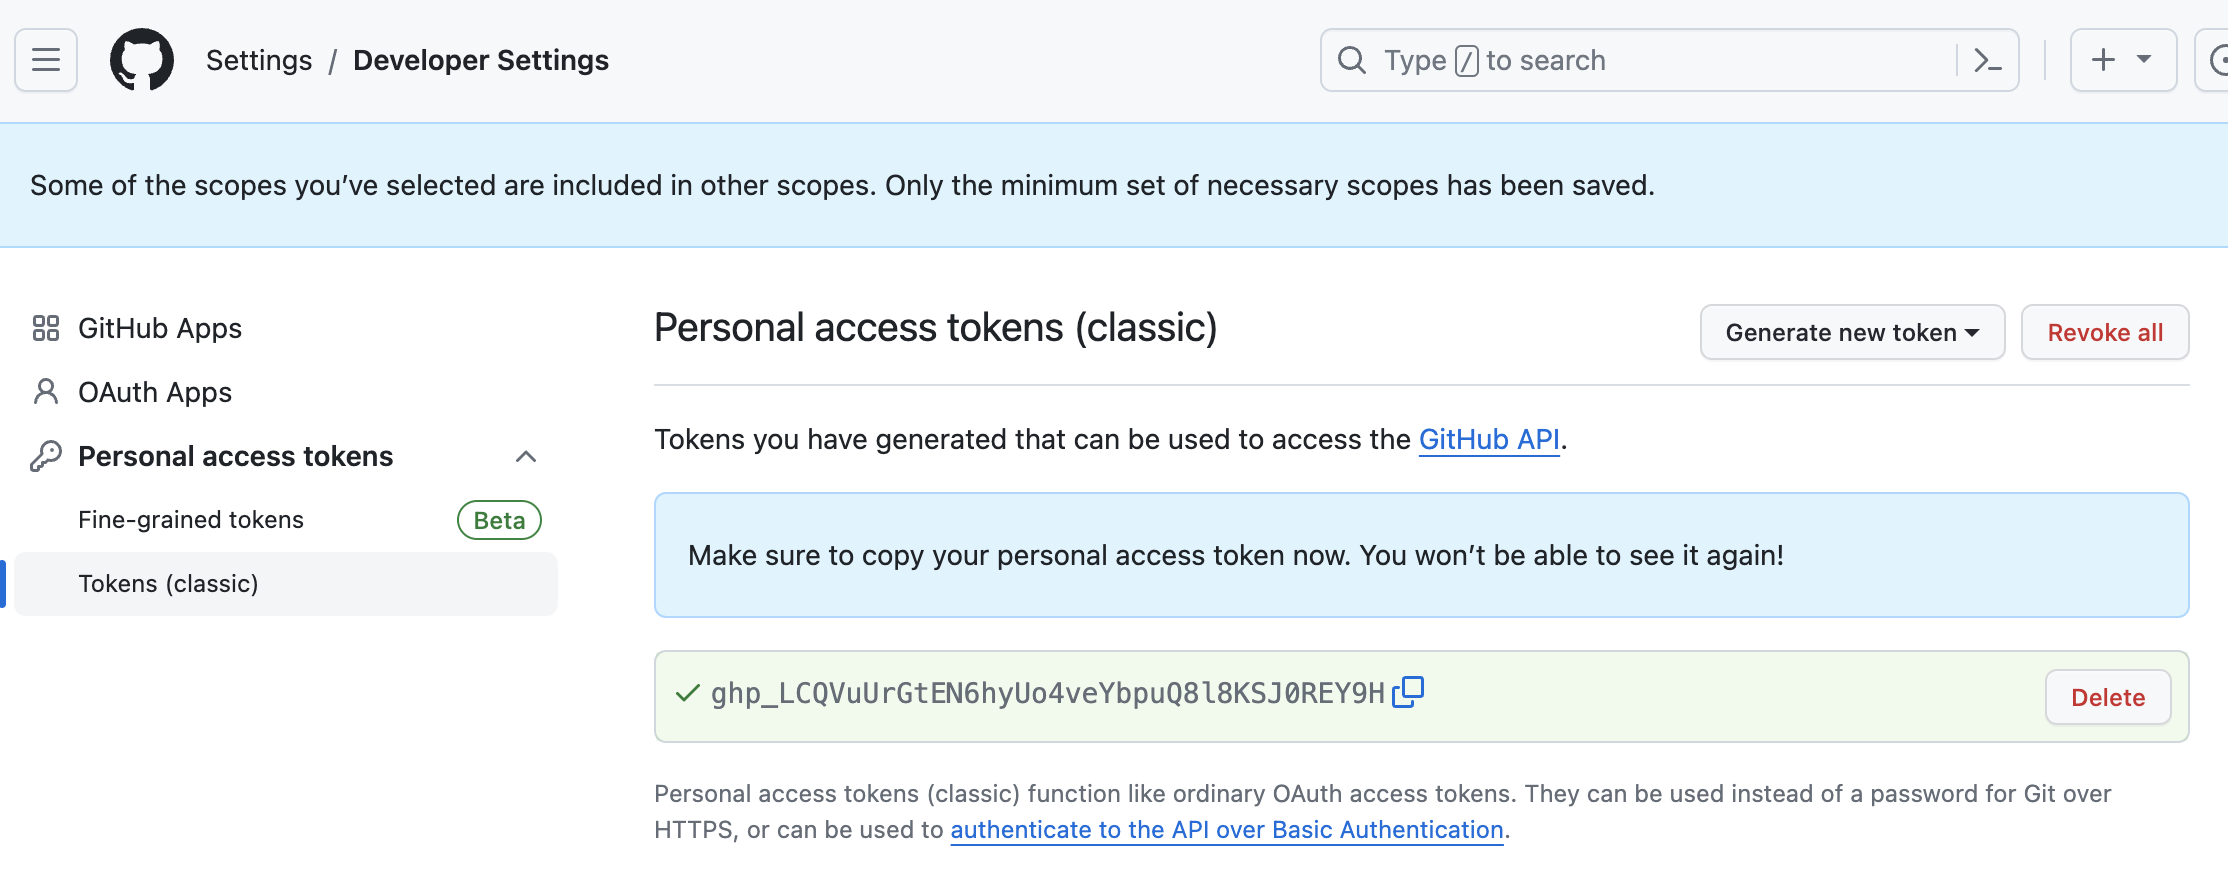 Settings / Developer Settings
Type / to search
Some of the scopes you’ve selected are included in other scopes. Only the minimum set of necessary scopes has been saved.
GitHub Apps
OAuth Apps
Personal access tokens
Fine-grained tokens Beta
Tokens (classic)
Personal access tokens (classic)
Generate new token
Revoke all
Tokens you have generated that can be used to access the GitHub API.
Make sure to copy your personal access token now. You won’t be able to see it again!
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
Delete
Personal access tokens (classic) function like ordinary OAuth access tokens. They can be used instead of a password for Git over
HTTPS, or can be used to authenticate to the API over Basic Authentication.